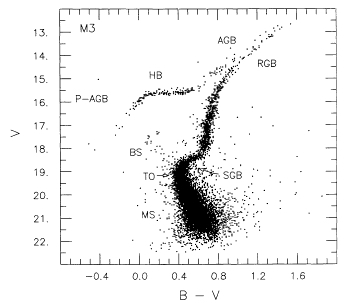 M3
12.
13.
14.
15.
16.
17.
18.
19.
20.
21.
22.
V
AGB
RGB
HB
P-AGB
BS
TO
SGB
MS
-0.4 0.0 0.4 0.8 1.2 1.6
B - V